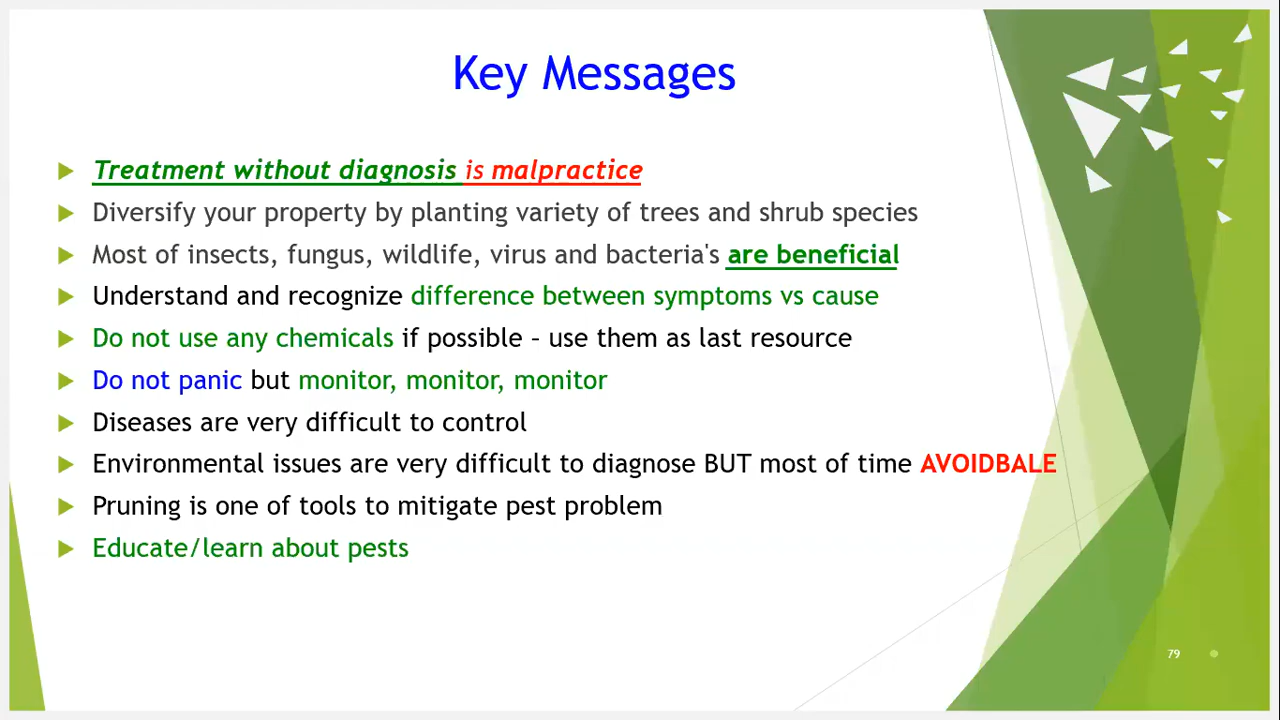 Key Messages
Treatment without diagnosis is malpractice
Diversify your property by planting variety of trees and shrub species
Most of insects, fungus, wildlife, virus and bacteria's are beneficial
Understand and recognize difference between symptoms vs cause
Do not use any chemicals if possible – use them as last resource
Do not panic but monitor, monitor, monitor
Diseases are very difficult to control
Environmental issues are very difficult to diagnose BUT most of time AVOIDBALE
Pruning is one of tools to mitigate pest problem
Educate/learn about pests
79